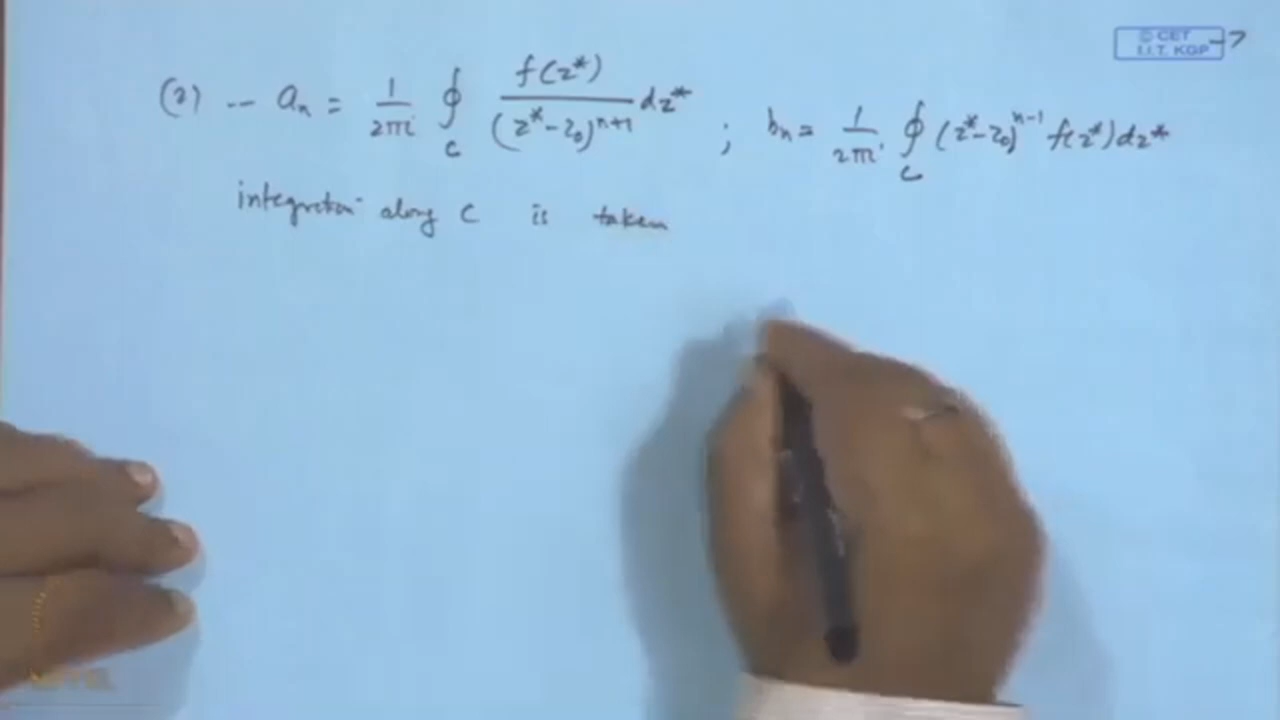 © CET
I.I.T. KGP
(2) -- aₙ = 1/2πi ∮_C f(z*)/(z*-z₀)ⁿ⁺¹ dz* ; bₙ = 1/2πi ∮_C (z*-z₀)ⁿ⁻¹ f(z*) dz*
integration along C is taken